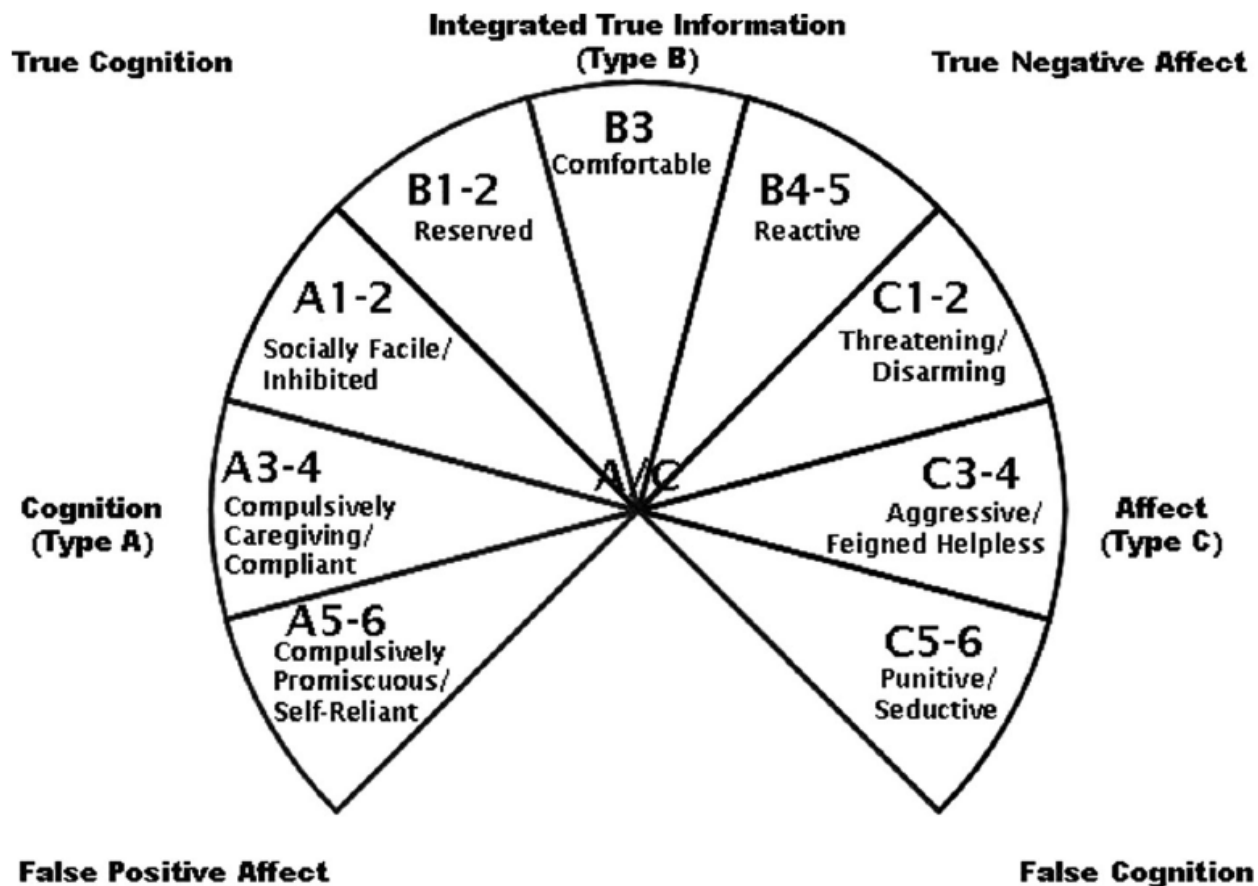 Integrated True Information
(Type B)
True Cognition
True Negative Affect
B3
Comfortable
B1-2
Reserved
B4-5
Reactive
A1-2
Socially Facile/
Inhibited
C1-2
Threatening/
Disarming
A/C
A3-4
Compulsively
Caregiving/
Compliant
C3-4
Aggressive/
Feigned Helpless
Cognition
(Type A)
Affect
(Type C)
A5-6
Compulsively
Promiscuous/
Self-Reliant
C5-6
Punitive/
Seductive
False Positive Affect
False Cognition